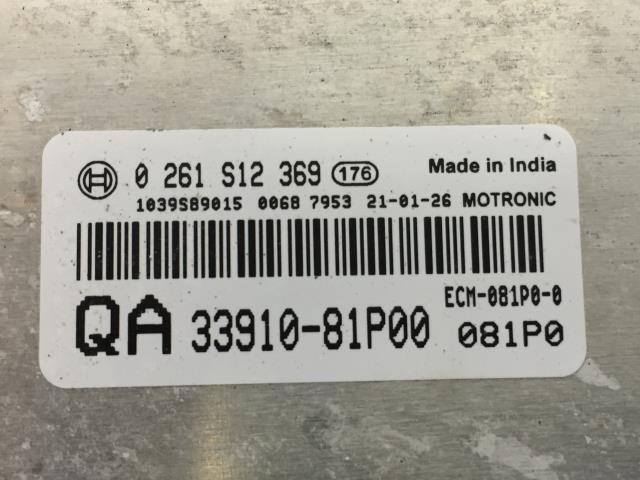 0 261 S12 369 176 Made in India
1039S89015 0068 7953 21-01-26 MOTRONIC
ECM-081P0-0
QA 33910-81P00 081P0